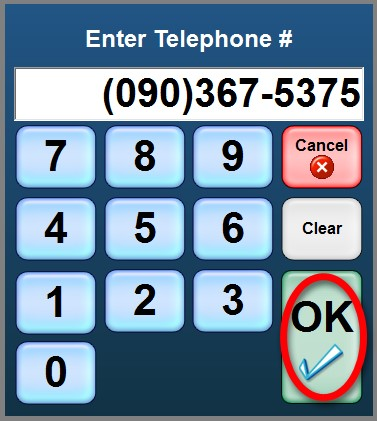 Enter Telephone #
(090)367-5375
7 8 9 Cancel
4 5 6 Clear
1 2 3 OK
0